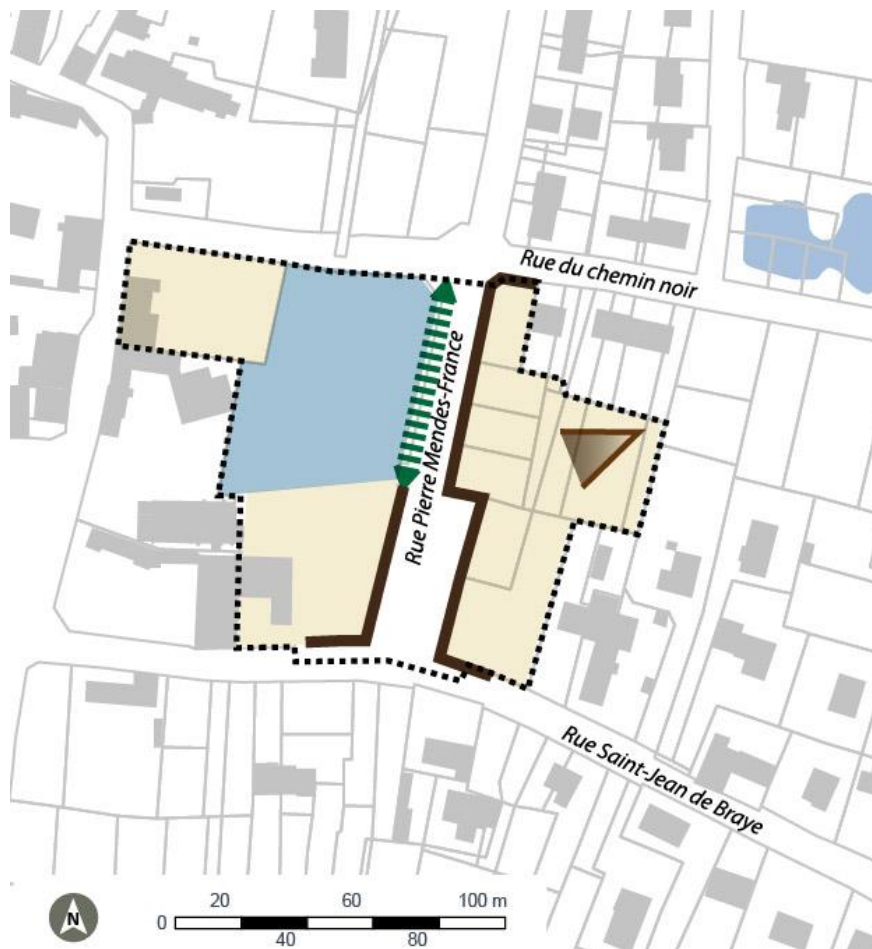 Rue du chemin noir
Rue Pierre Mendes-France
Rue Saint-Jean de Braye
N
0 20 60 100 m
40 80